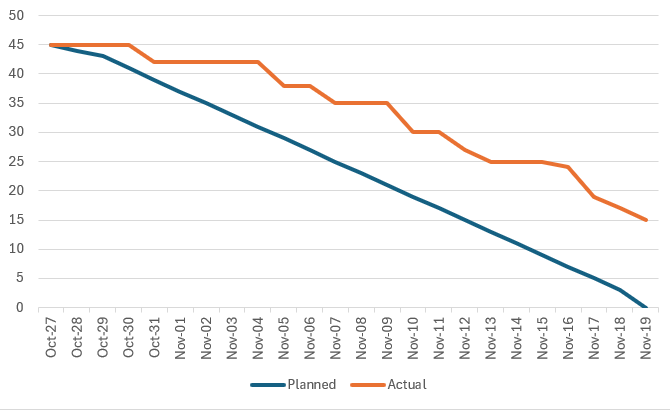 50
45
40
35
30
25
20
15
10
5
0
Oct-27
Oct-28
Oct-29
Oct-30
Oct-31
Nov-01
Nov-02
Nov-03
Nov-04
Nov-05
Nov-06
Nov-07
Nov-08
Nov-09
Nov-10
Nov-11
Nov-12
Nov-13
Nov-14
Nov-15
Nov-16
Nov-17
Nov-18
Nov-19
Planned Actual